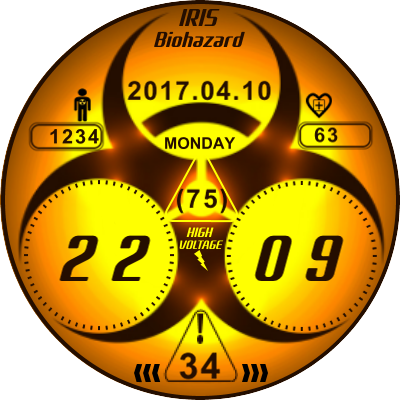 IRIS
Biohazard
2017.04.10
1234
MONDAY
63
(75)
HIGH
VOLTAGE
22 09
!
34